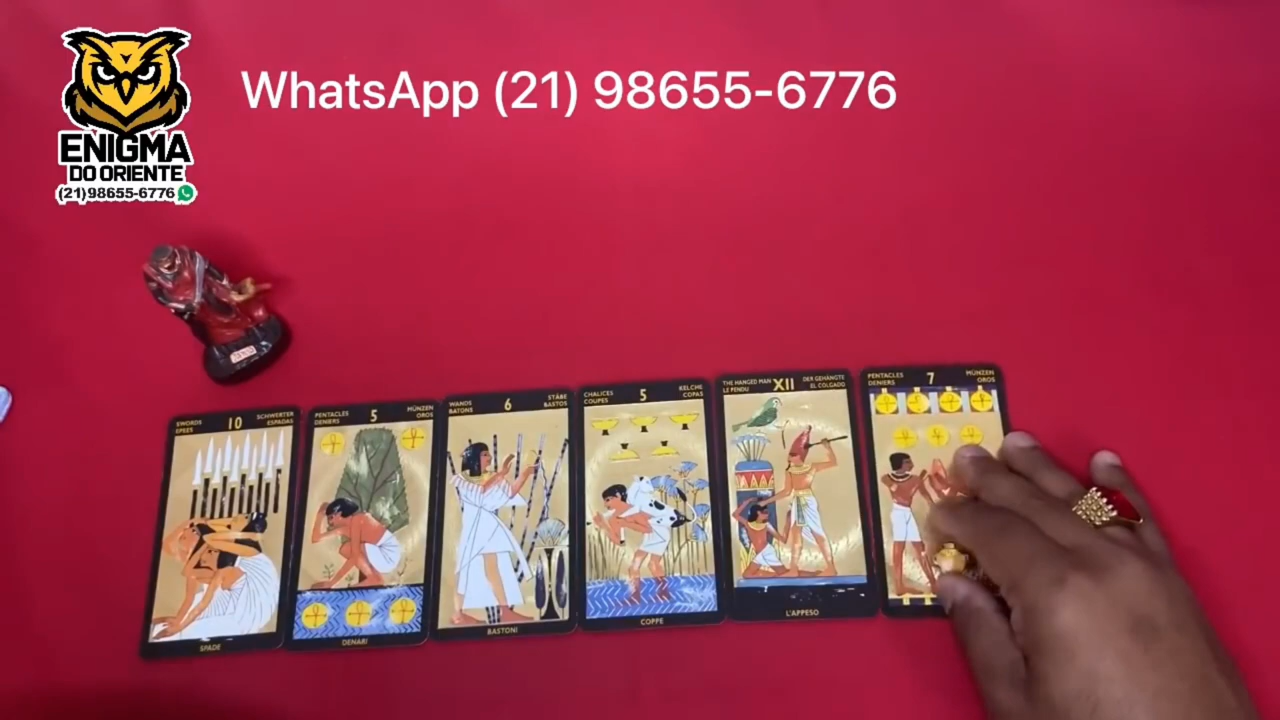 WhatsApp (21) 98655-6776
ENIGMA
DO ORIENTE
(21)98655-6776
SWORDS 10 SCHWERTER
EPEES ESPADAS
SPADE
PENTACLES 5 MÜNZEN
DENIERS OROS
DENARI
WANDS 6 STÄBE
BATONS BASTOS
BASTONI
CHALICES 5 KELCHE
COUPES COPAS
COPPE
THE HANGED MAN XII DER GEHÄNGTE
LE PENDU EL COLGADO
L'APPESO
PENTACLES 7 MÜNZEN
DENIERS OROS